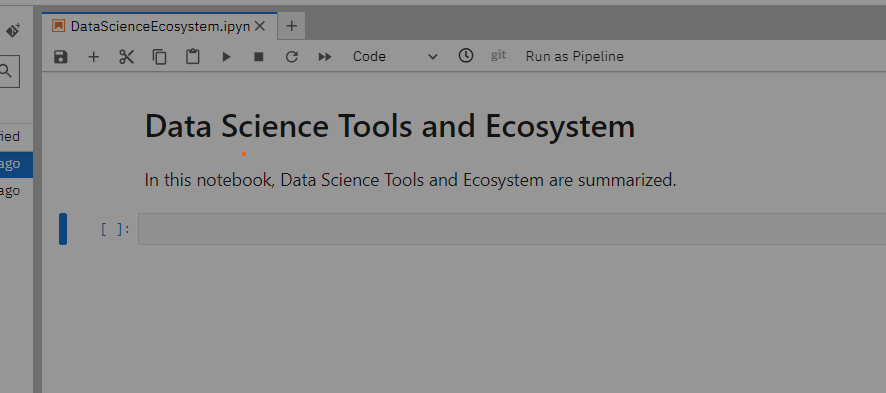 DataScienceEcosystem.ipyn
Code
git
Run as Pipeline
fied
ago
ago
Data Science Tools and Ecosystem
In this notebook, Data Science Tools and Ecosystem are summarized.
[ ]: